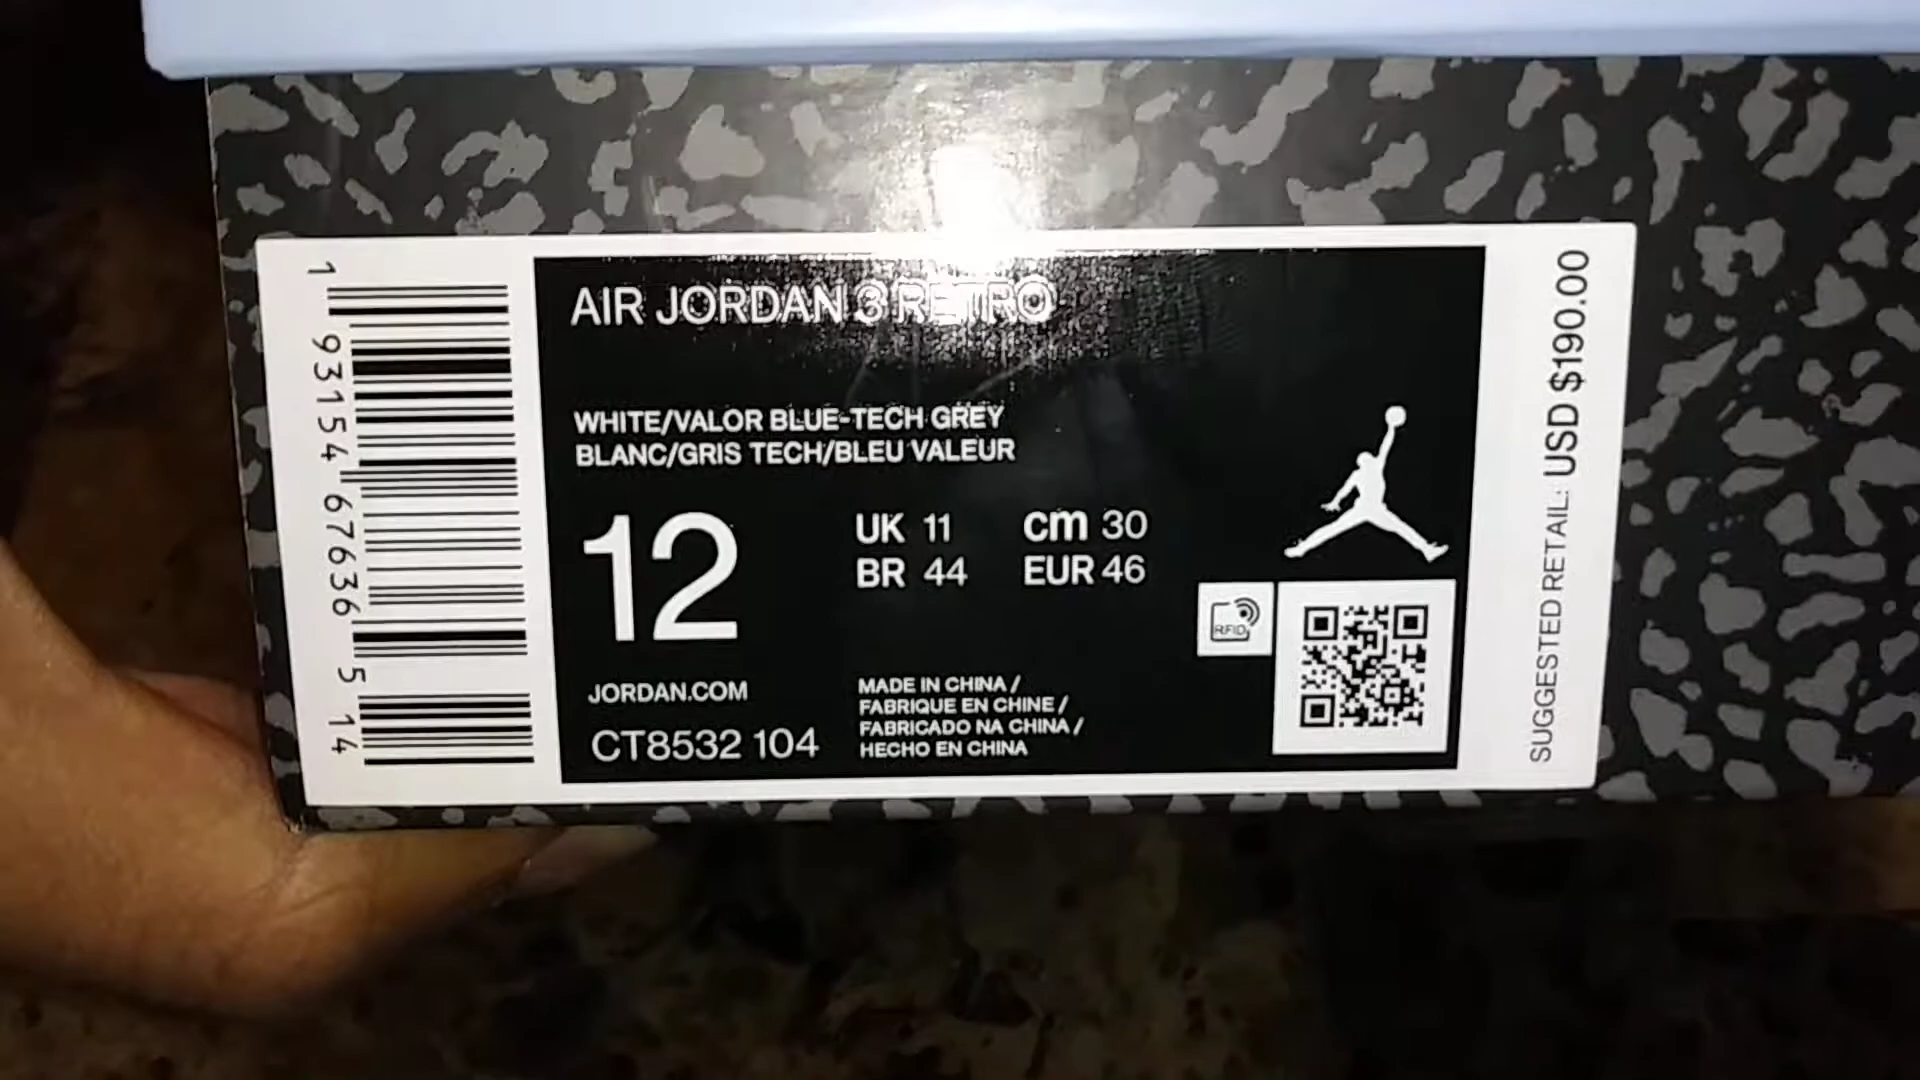 1 93154 67636 5 14
AIR JORDAN 3 RETRO
WHITE/VALOR BLUE-TECH GREY
BLANC/GRIS TECH/BLEU VALEUR
12
UK 11 cm 30
BR 44 EUR 46
RFID
JORDAN.COM
CT8532 104
MADE IN CHINA /
FABRIQUE EN CHINE /
FABRICADO NA CHINA /
HECHO EN CHINA
SUGGESTED RETAIL: USD $190.00